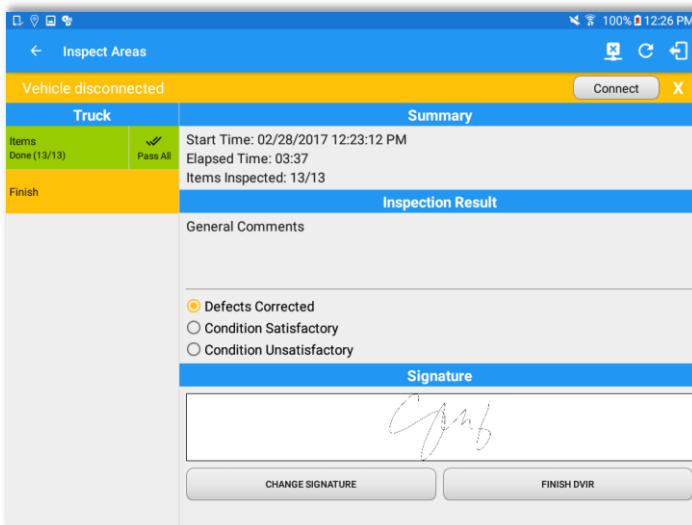 100% 12:26 PM
Inspect Areas
Vehicle disconnected
Connect
X
Truck
Items
Done (13/13)
Pass All
Finish
Summary
Start Time: 02/28/2017 12:23:12 PM
Elapsed Time: 03:37
Items Inspected: 13/13
Inspection Result
General Comments
Defects Corrected
Condition Satisfactory
Condition Unsatisfactory
Signature
CHANGE SIGNATURE
FINISH DVIR